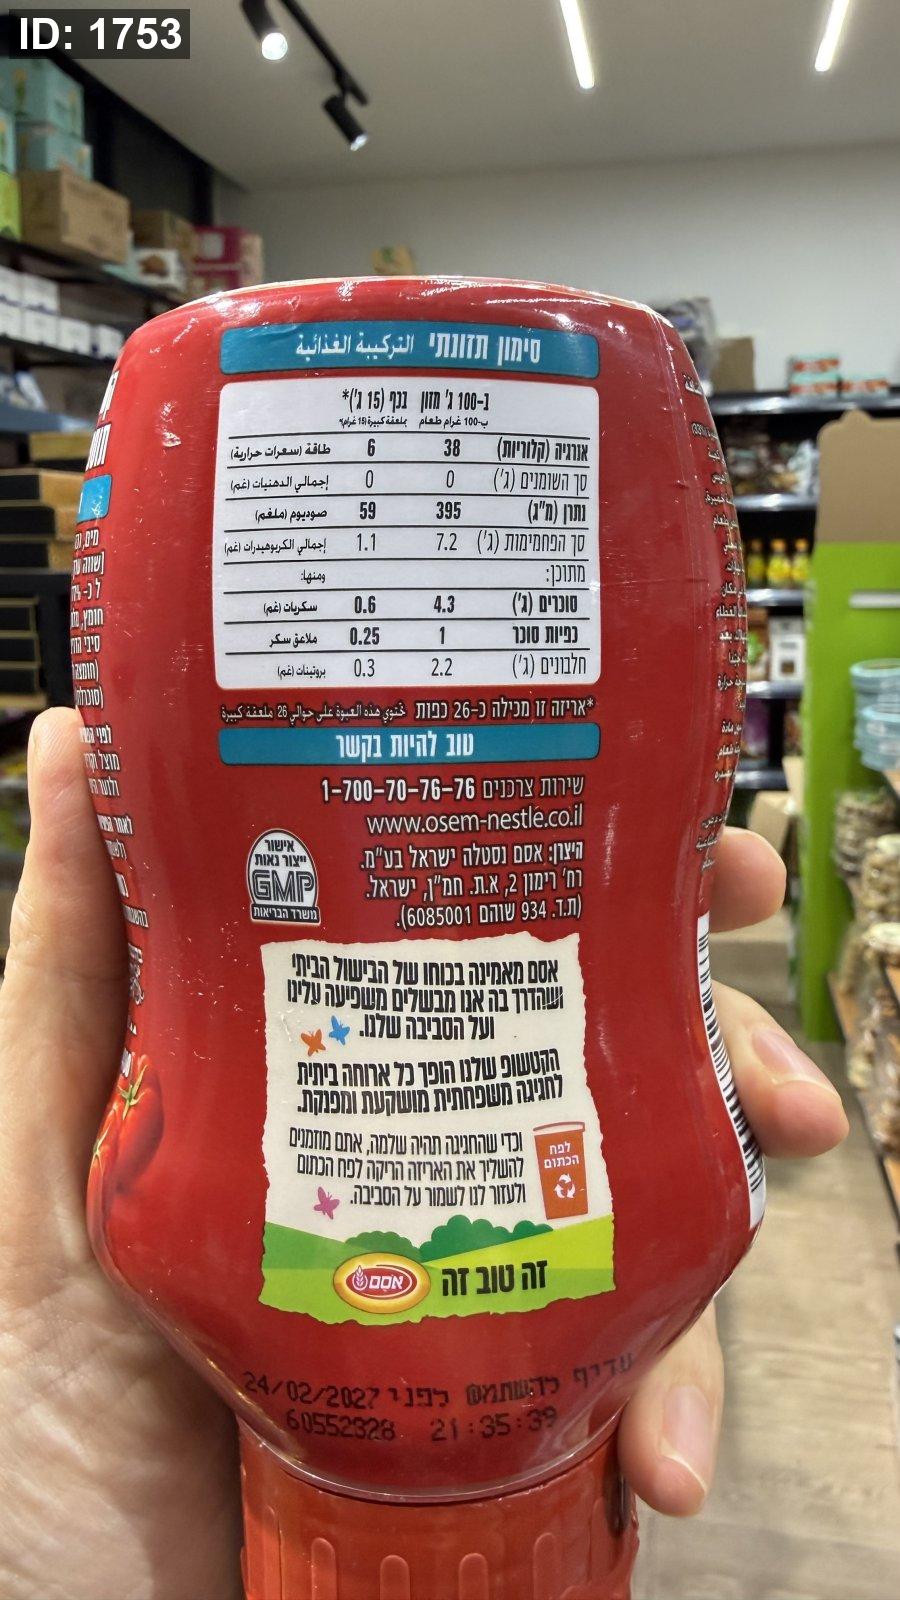 ID: 1753
סימון תזונתי التركيبة الغذائية
ב-100 ג' מזון בכף (15 ג')*
ب-100 غرام طعام بملعقة كبيرة (15 غرام)*
אנרגיה (קלוריות) 38 6 طاقة (سعرات حرارية)
סך השומנים (ג') 0 0 إجمالي الدهنيات (غم)
נתרן (מ"ג) 395 59 صوديوم (ملغم)
סך הפחמימות (ג') 7.2 1.1 إجمالي الكربوهيدرات (غم)
מתוכן: ومنها:
סוכרים (ג') 4.3 0.6 سكريات (غم)
כפיות סוכר 1 0.25 ملاعق سكر
חלבונים (ג') 2.2 0.3 بروتينات (غم)
*אריזה זו מכילה כ-26 כפות تحتوي هذه العبوة على حوالي 26 ملعقة كبيرة
טוב להיות בקשר
שירות צרכנים 1-700-70-76-76
www.osem-nestle.co.il
היצרן: אסם נסטלה ישראל בע"מ.
רח' רימון 2, א.ת. חמ"ן, ישראל.
(ת.ד. 934 שוהם 6085001).
אישור
ייצור נאות
GMP
משרד הבריאות
אסם מאמינה בכוחו של הבישול הביתי
ושהדרך בה אנו מבשלים משפיעה עלינו
ועל הסביבה שלנו.
הקטשופ שלנו הופך כל ארוחה ביתית
לחגיגה משפחתית מושקעת ומפנקת.
וכדי שהחגיגה תהיה שלמה, אתם מוזמנים
להשליך את האריזה הריקה לפח הכתום
ולעזור לנו לשמור על הסביבה.
לפח
הכתום
זה טוב זה
אסם
עדיף להשתמש לפני 24/02/2027
60552828 21:35:39